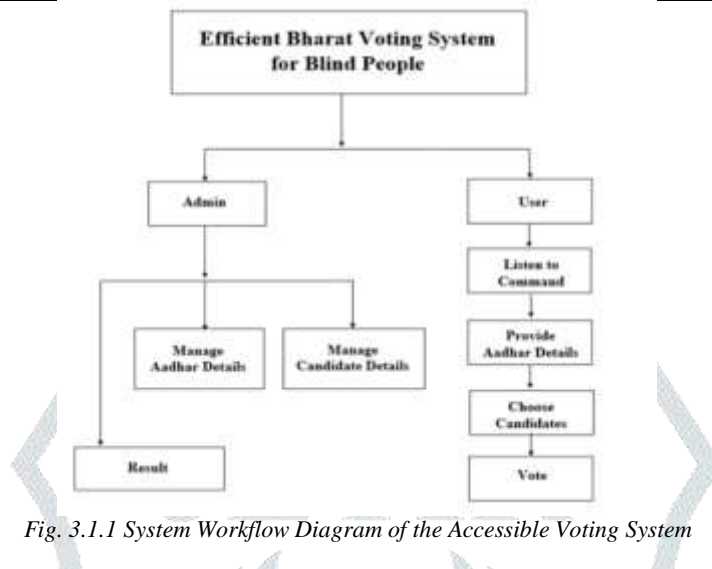 Efficient Bharat Voting System
for Blind People
Admin
User
Listen to
Command
Provide
Aadhar Details
Manage
Aadhar Details
Manage
Candidate Details
Choose
Candidates
Result
Vote
Fig. 3.1.1 System Workflow Diagram of the Accessible Voting System